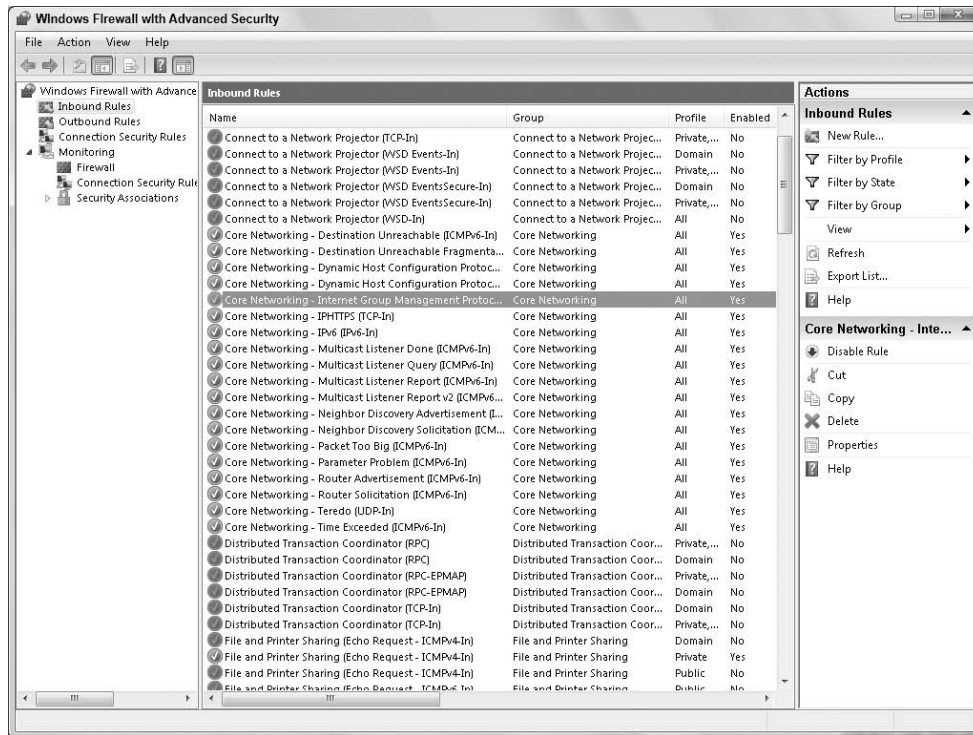 Windows Firewall with Advanced Security
File Action View Help
Windows Firewall with Advance
Inbound Rules
Outbound Rules
Connection Security Rules
Monitoring
Firewall
Connection Security Rule
Security Associations
Inbound Rules
Name Group Profile Enabled
Connect to a Network Projector (TCP-In) Connect to a Network Projec... Private,... No
Connect to a Network Projector (WSD Events-In) Connect to a Network Projec... Domain No
Connect to a Network Projector (WSD Events-In) Connect to a Network Projec... Private,... No
Connect to a Network Projector (WSD EventsSecure-In) Connect to a Network Projec... Domain No
Connect to a Network Projector (WSD EventsSecure-In) Connect to a Network Projec... Private,... No
Connect to a Network Projector (WSD-In) Connect to a Network Projec... All No
Core Networking - Destination Unreachable (ICMPv6-In) Core Networking All Yes
Core Networking - Destination Unreachable Fragmenta... Core Networking All Yes
Core Networking - Dynamic Host Configuration Protoc... Core Networking All Yes
Core Networking - Dynamic Host Configuration Protoc... Core Networking All Yes
Core Networking - Internet Group Management Protoc... Core Networking All Yes
Core Networking - IPHTTPS (TCP-In) Core Networking All Yes
Core Networking - IPv6 (IPv6-In) Core Networking All Yes
Core Networking - Multicast Listener Done (ICMPv6-In) Core Networking All Yes
Core Networking - Multicast Listener Query (ICMPv6-In) Core Networking All Yes
Core Networking - Multicast Listener Report (ICMPv6-In) Core Networking All Yes
Core Networking - Multicast Listener Report v2 (ICMPv6... Core Networking All Yes
Core Networking - Neighbor Discovery Advertisement (I... Core Networking All Yes
Core Networking - Neighbor Discovery Solicitation (ICM... Core Networking All Yes
Core Networking - Packet Too Big (ICMPv6-In) Core Networking All Yes
Core Networking - Parameter Problem (ICMPv6-In) Core Networking All Yes
Core Networking - Router Advertisement (ICMPv6-In) Core Networking All Yes
Core Networking - Router Solicitation (ICMPv6-In) Core Networking All Yes
Core Networking - Teredo (UDP-In) Core Networking All Yes
Core Networking - Time Exceeded (ICMPv6-In) Core Networking All Yes
Distributed Transaction Coordinator (RPC) Distributed Transaction Coor... Private,... No
Distributed Transaction Coordinator (RPC) Distributed Transaction Coor... Domain No
Distributed Transaction Coordinator (RPC-EPMAP) Distributed Transaction Coor... Private,... No
Distributed Transaction Coordinator (RPC-EPMAP) Distributed Transaction Coor... Domain No
Distributed Transaction Coordinator (TCP-In) Distributed Transaction Coor... Domain No
Distributed Transaction Coordinator (TCP-In) Distributed Transaction Coor... Private,... No
File and Printer Sharing (Echo Request - ICMPv4-In) File and Printer Sharing Domain No
File and Printer Sharing (Echo Request - ICMPv4-In) File and Printer Sharing Private Yes
File and Printer Sharing (Echo Request - ICMPv4-In) File and Printer Sharing Public No
File and Printer Sharing (Echo Request - ICMPv6-In) File and Printer Sharing Public No
Actions
Inbound Rules
New Rule...
Filter by Profile
Filter by State
Filter by Group
View
Refresh
Export List...
Help
Core Networking - Inte...
Disable Rule
Cut
Copy
Delete
Properties
Help